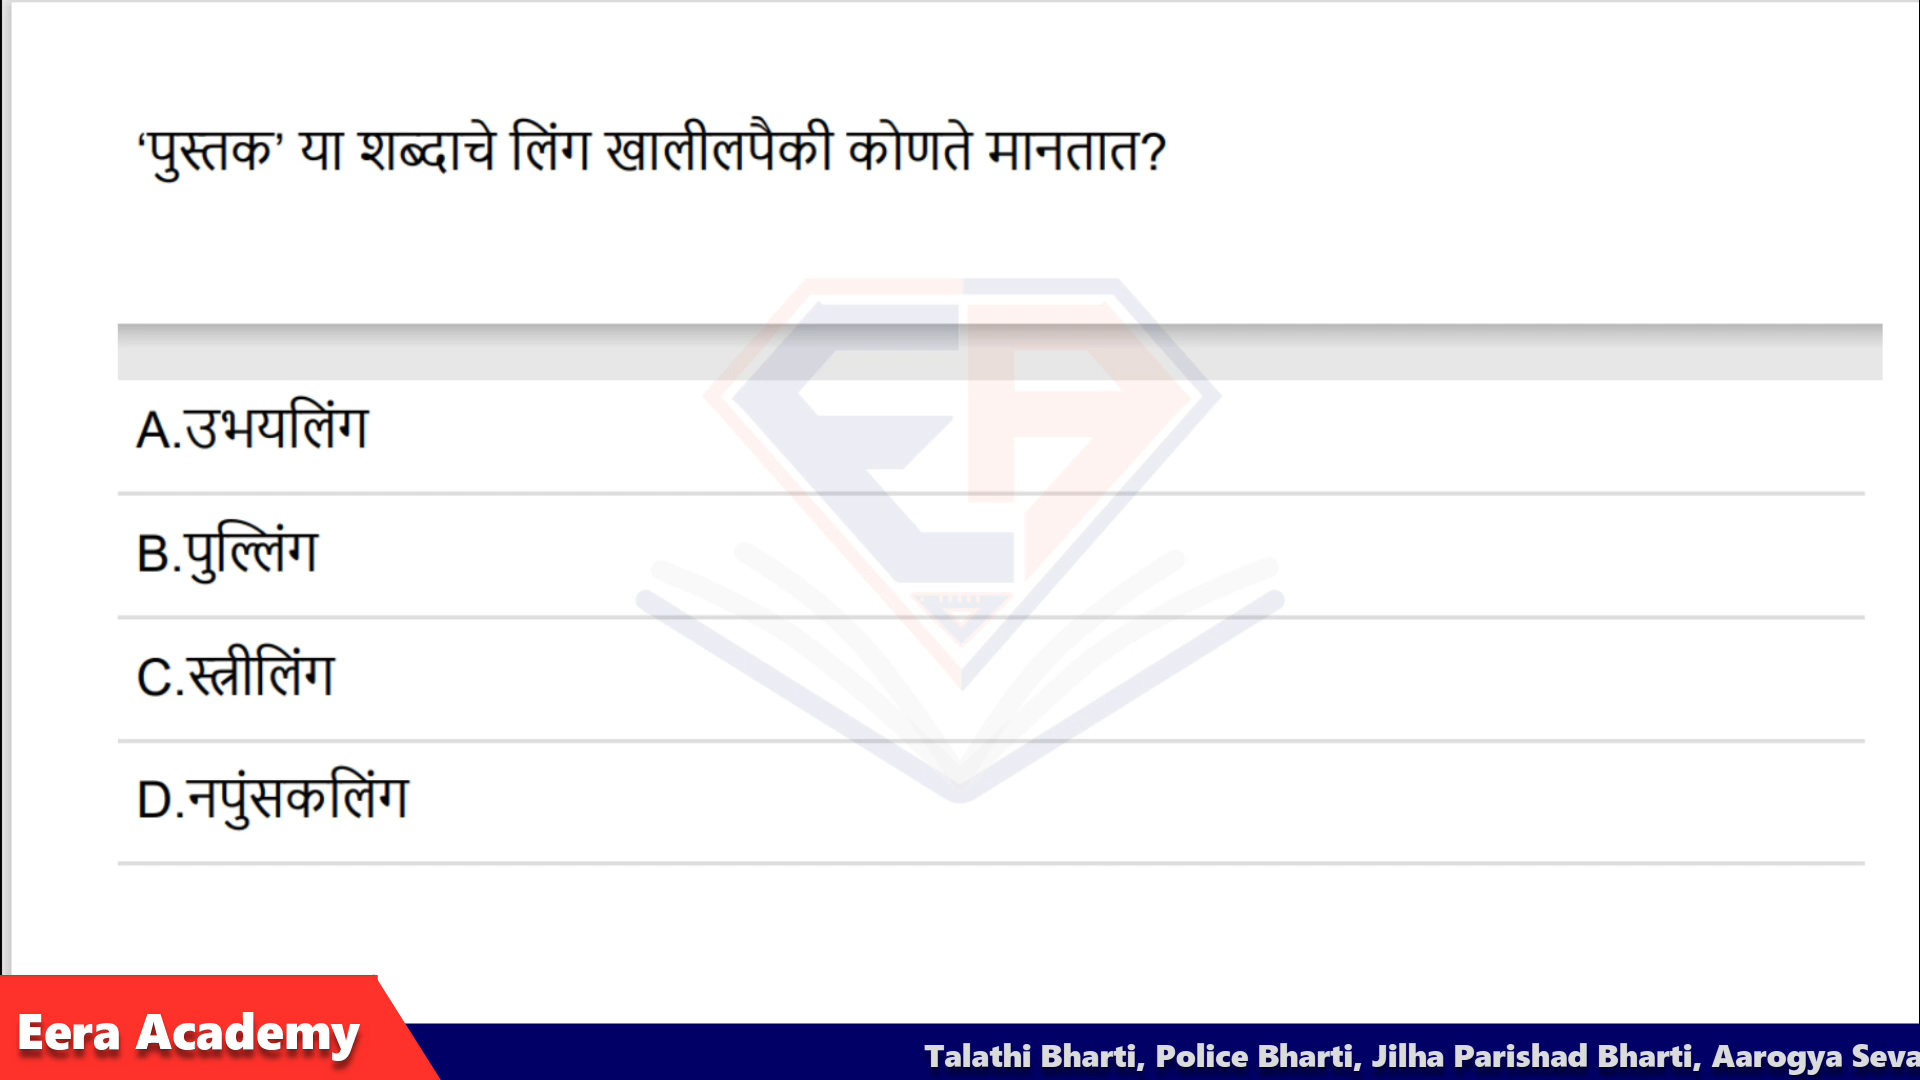 ‘पुस्तक’ या शब्दाचे लिंग खालीलपैकी कोणते मानतात?
A.उभयलिंग
B.पुल्लिंग
C.स्त्रीलिंग
D.नपुंसकलिंग
Eera Academy
Talathi Bharti, Police Bharti, Jilha Parishad Bharti, Aarogya Seva